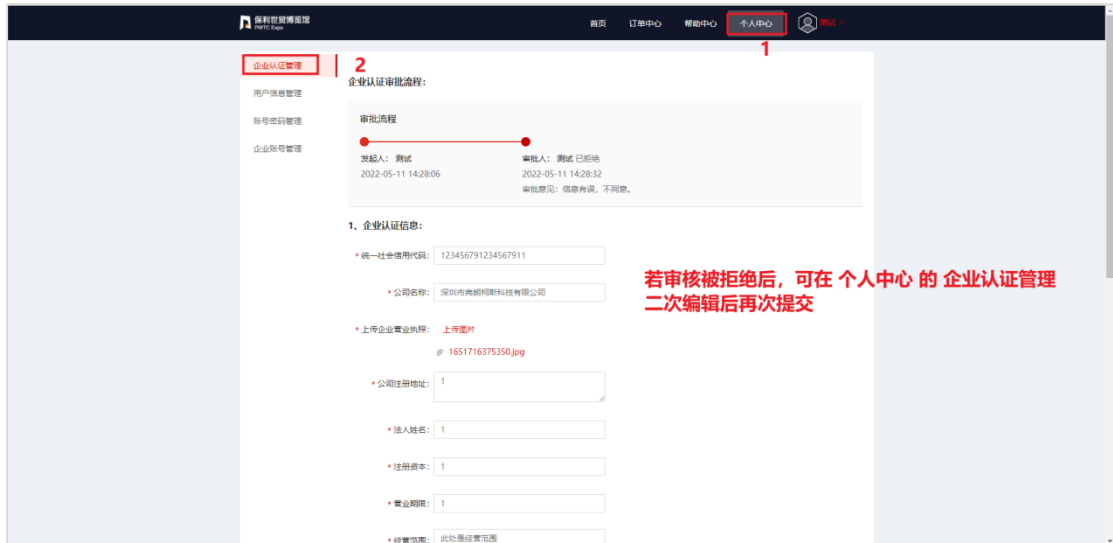 保利世贸博览馆
PWTC Expo
首页 订单中心 帮助中心 个人中心 测试
1
企业认证管理
2
用户信息管理
账号密码管理
企业账号管理
企业认证审批流程：
审批流程
发起人： 测试 审批人： 测试 已拒绝
2022-05-11 14:28:06 2022-05-11 14:28:32
审批意见：信息有误，不同意。
1、企业认证信息：
* 统一社会信用代码： 123456791234567911
* 公司名称： 深圳市弗朗柯斯科技有限公司
若审核被拒绝后，可在 个人中心 的 企业认证管理
二次编辑后再次提交
* 上传企业营业执照： 上传图片
1651716375350.jpg
* 公司注册地址： 1
* 法人姓名： 1
* 注册资本： 1
* 营业期限： 1
* 经营范围： 此处是经营范围